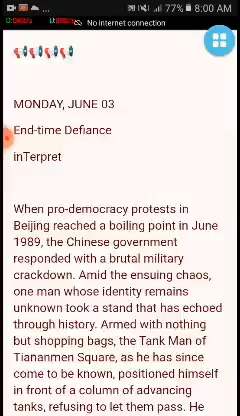 77% 8:00 AM
No internet connection
MONDAY, JUNE 03
End-time Defiance
inTerpret
When pro-democracy protests in
Beijing reached a boiling point in June
1989, the Chinese government
responded with a brutal military
crackdown. Amid the ensuing chaos,
one man whose identity remains
unknown took a stand that has echoed
through history. Armed with nothing
but shopping bags, the Tank Man of
Tiananmen Square, as he has since
come to be known, positioned himself
in front of a column of advancing
tanks, refusing to let them pass. He